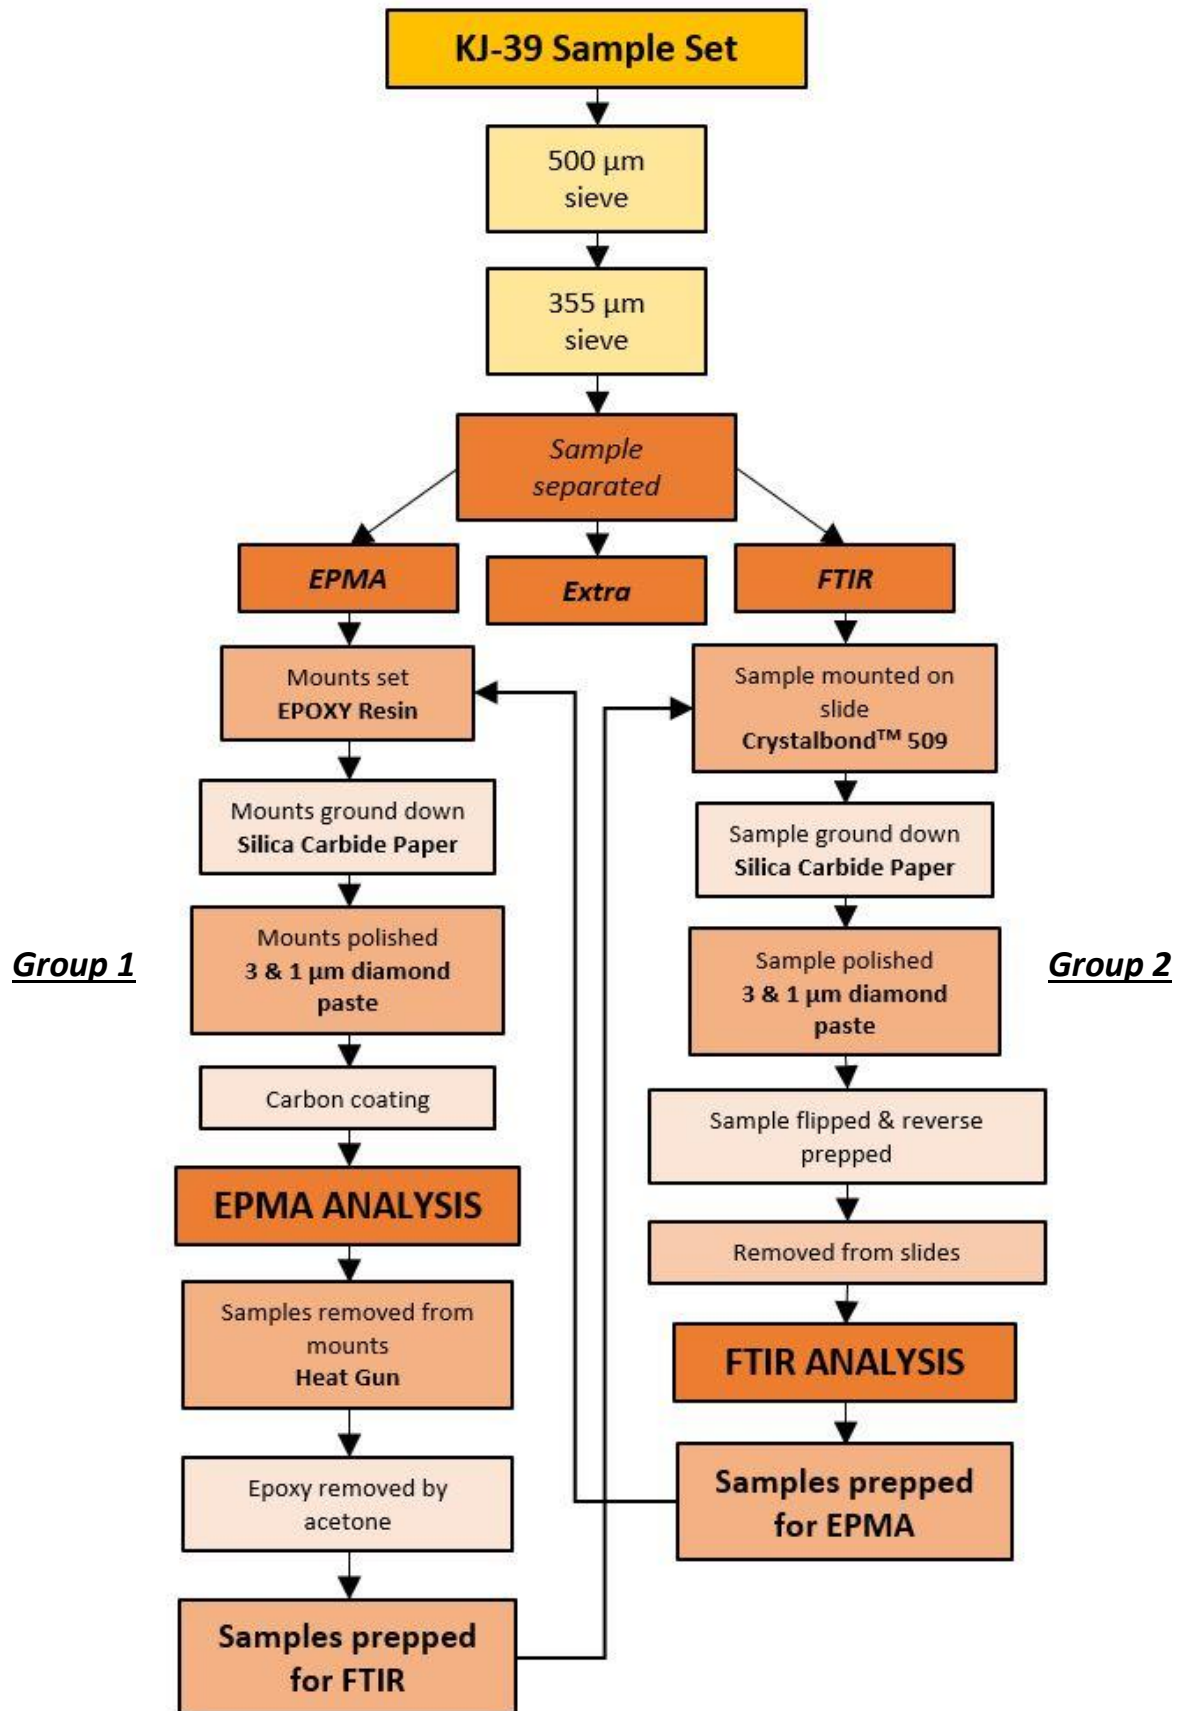 KJ-39 Sample Set
500 µm
sieve
355 µm
sieve
Sample
separated
EPMA
Extra
FTIR
Mounts set
EPOXY Resin
Mounts ground down
Silica Carbide Paper
Group 1
Mounts polished
3 & 1 µm diamond
paste
Carbon coating
EPMA ANALYSIS
Samples removed from
mounts
Heat Gun
Epoxy removed by
acetone
Samples prepped
for FTIR
Sample mounted on
slide
Crystalbond™ 509
Sample ground down
Silica Carbide Paper
Sample polished
3 & 1 µm diamond
paste
Group 2
Sample flipped & reverse
prepped
Removed from slides
FTIR ANALYSIS
Samples prepped
for EPMA